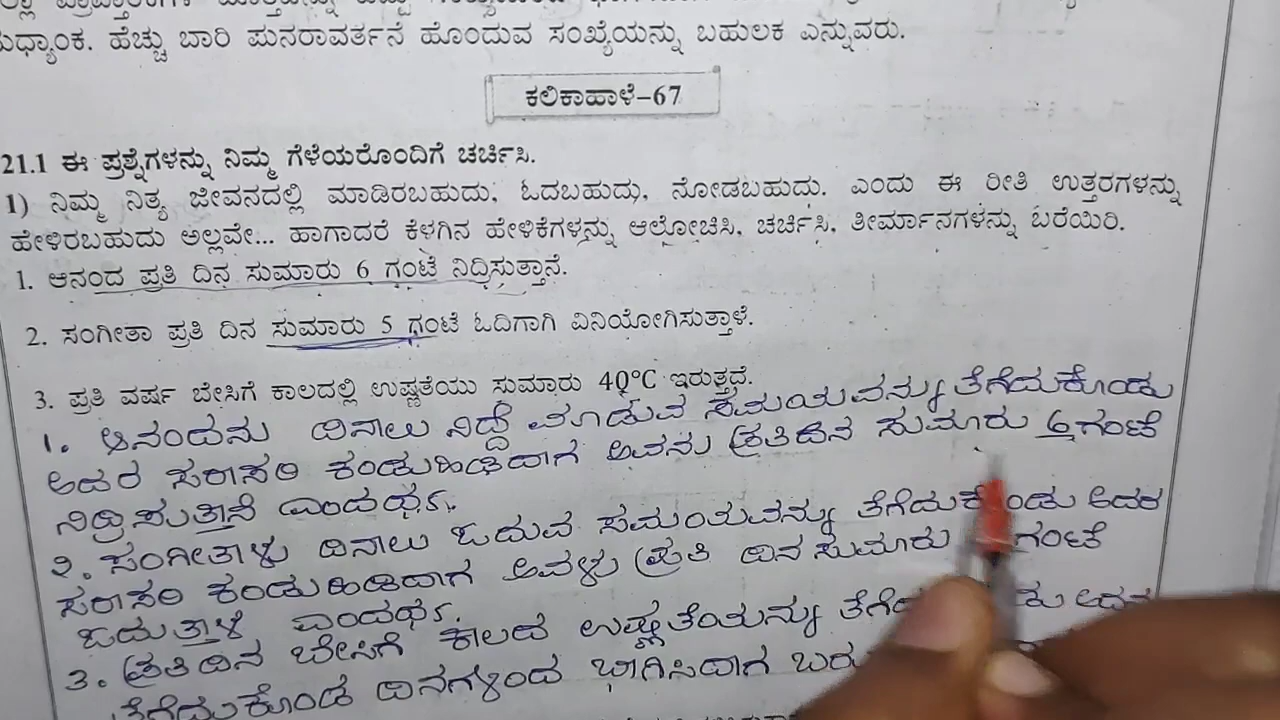 ಮಧ್ಯಾಂಕ. ಹೆಚ್ಚು ಬಾರಿ ಪುನರಾವರ್ತನೆ ಹೊಂದುವ ಸಂಖ್ಯೆಯನ್ನು ಬಹುಲಕ ಎನ್ನುವರು.
ಕಲಿಕಾಹಾಳೆ-67
21.1 ಈ ಪ್ರಶ್ನೆಗಳನ್ನು ನಿಮ್ಮ ಗೆಳೆಯರೊಂದಿಗೆ ಚರ್ಚಿಸಿ.
1) ನಿಮ್ಮ ನಿತ್ಯ ಜೀವನದಲ್ಲಿ ಮಾಡಿರಬಹುದು, ಓದಬಹುದು, ನೋಡಬಹುದು. ಎಂದು ಈ ರೀತಿ ಉತ್ತರಗಳನ್ನು
ಹೇಳಿರಬಹುದು ಅಲ್ಲವೇ... ಹಾಗಾದರೆ ಕೆಳಗಿನ ಹೇಳಿಕೆಗಳನ್ನು ಆಲೋಚಿಸಿ, ಚರ್ಚಿಸಿ, ತೀರ್ಮಾನಗಳನ್ನು ಬರೆಯಿರಿ.
1. ಆನಂದ ಪ್ರತಿ ದಿನ ಸುಮಾರು 6 ಗಂಟೆ ನಿದ್ರಿಸುತ್ತಾನೆ.
2. ಸಂಗೀತಾ ಪ್ರತಿ ದಿನ ಸುಮಾರು 5 ಗಂಟೆ ಓದಿಗಾಗಿ ವಿನಿಯೋಗಿಸುತ್ತಾಳೆ.
3. ಪ್ರತಿ ವರ್ಷ ಬೇಸಿಗೆ ಕಾಲದಲ್ಲಿ ಉಷ್ಣತೆಯು ಸುಮಾರು 40°C ಇರುತ್ತದೆ.
1. ಆನಂದನು ದಿನಾಲು ನಿದ್ದೆ ಮಾಡುವ ಸಮಯವನ್ನು ತೆಗೆದುಕೊಂಡು
ಅದರ ಸರಾಸರಿ ಕಂಡುಹಿಡಿದಾಗ ಅವನು ಪ್ರತಿದಿನ ಸುಮಾರು 6 ಗಂಟೆ
ನಿದ್ರಿಸುತ್ತಾನೆ ಎಂದರ್ಥ.
೨. ಸಂಗೀತಾಳು ದಿನಾಲು ಓದುವ ಸಮಯವನ್ನು ತೆಗೆದುಕೊಂಡು ಅದರ
ಸರಾಸರಿ ಕಂಡುಹಿಡಿದಾಗ ಅವಳು ಪ್ರತಿ ದಿನ ಸುಮಾರು ಗಂಟೆ
ಓದುತ್ತಾಳೆ ಎಂದರ್ಥ.
3. ಪ್ರತಿದಿನ ಬೇಸಿಗೆ ಕಾಲದ ಉಷ್ಣತೆಯನ್ನು
ತೆಗೆದುಕೊಂಡ ದಿನಗಳಿಂದ ಭಾಗಿಸಿದಾಗ